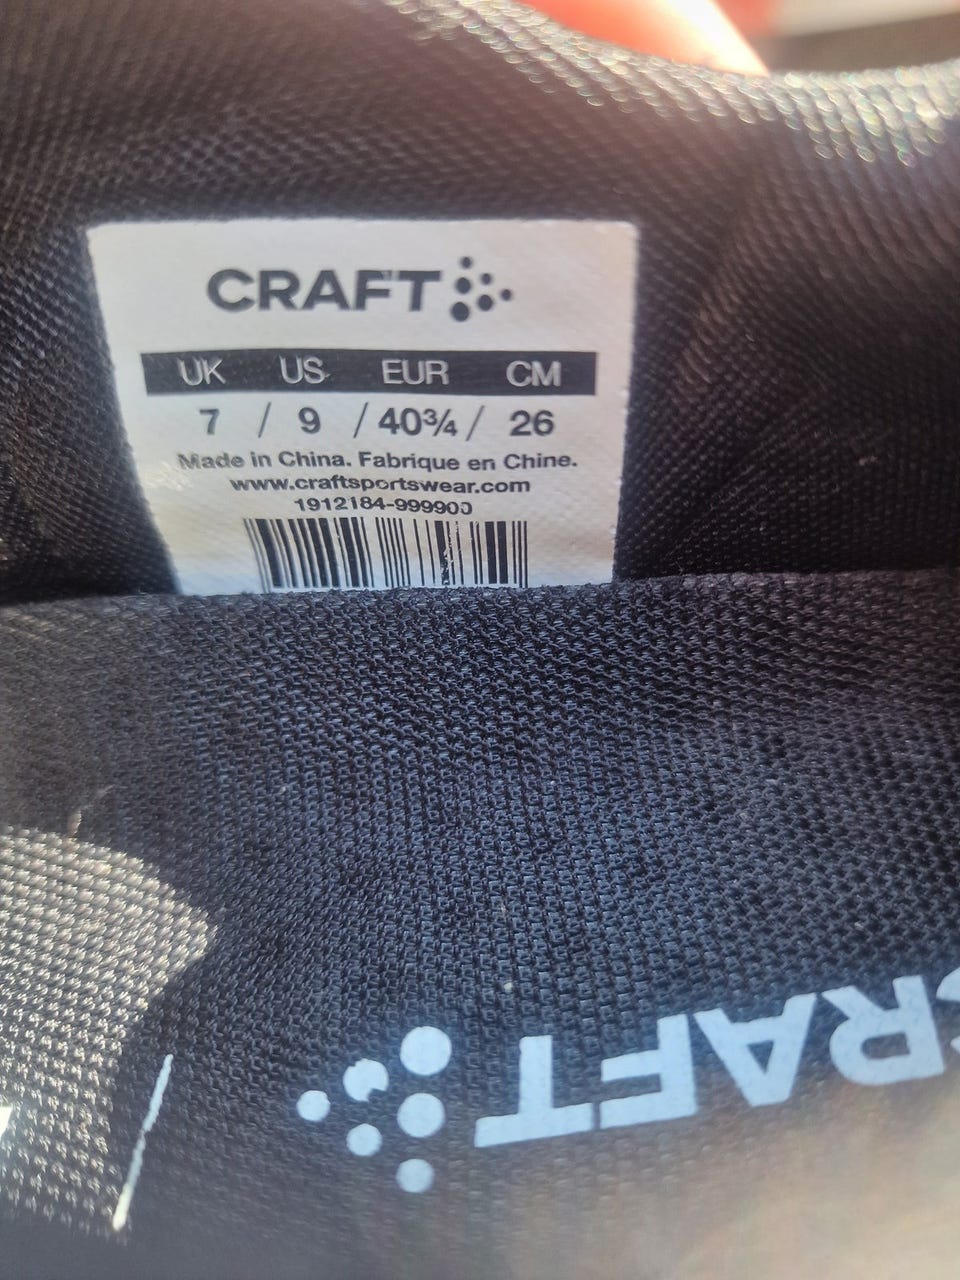 CRAFT
UK US EUR CM
7 / 9 / 40¾ / 26
Made in China. Fabrique en Chine.
www.craftsportswear.com
1912184-999900
CRAFT